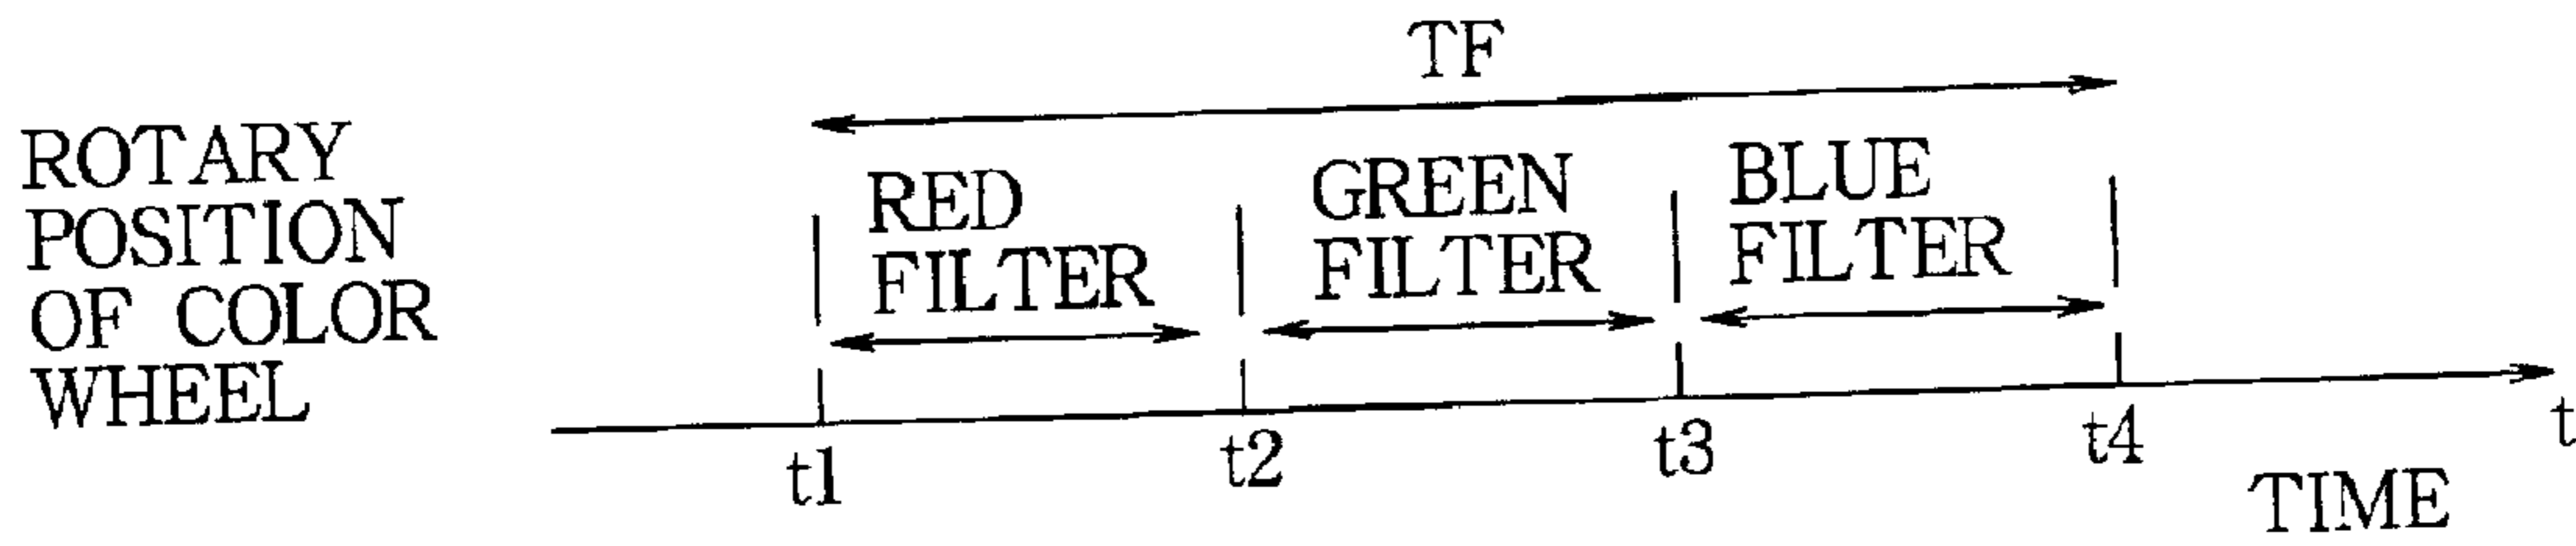 TF
ROTARY
POSITION
OF COLOR
WHEEL
RED
FILTER
GREEN
FILTER
BLUE
FILTER
t1
t2
t3
t4
t
TIME